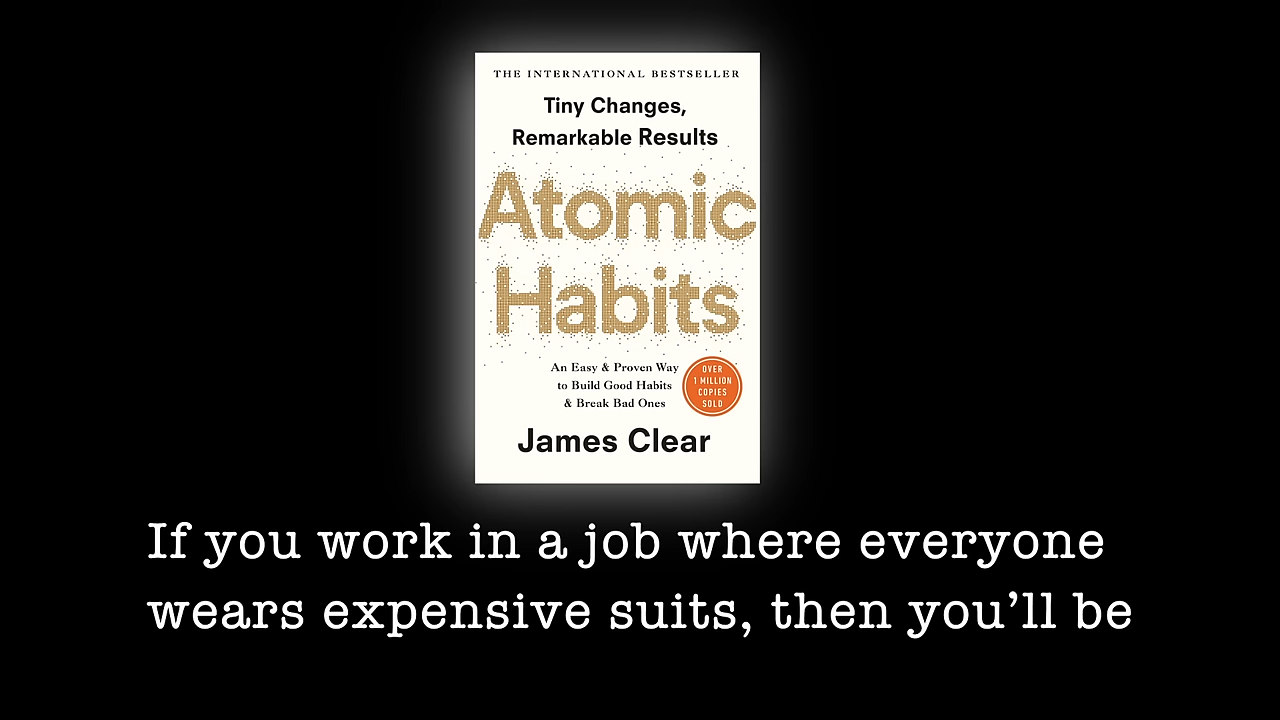 THE INTERNATIONAL BESTSELLER
Tiny Changes,
Remarkable Results
Atomic
Habits
An Easy & Proven Way
to Build Good Habits
& Break Bad Ones
OVER
1 MILLION
COPIES
SOLD
James Clear
If you work in a job where everyone
wears expensive suits, then you’ll be